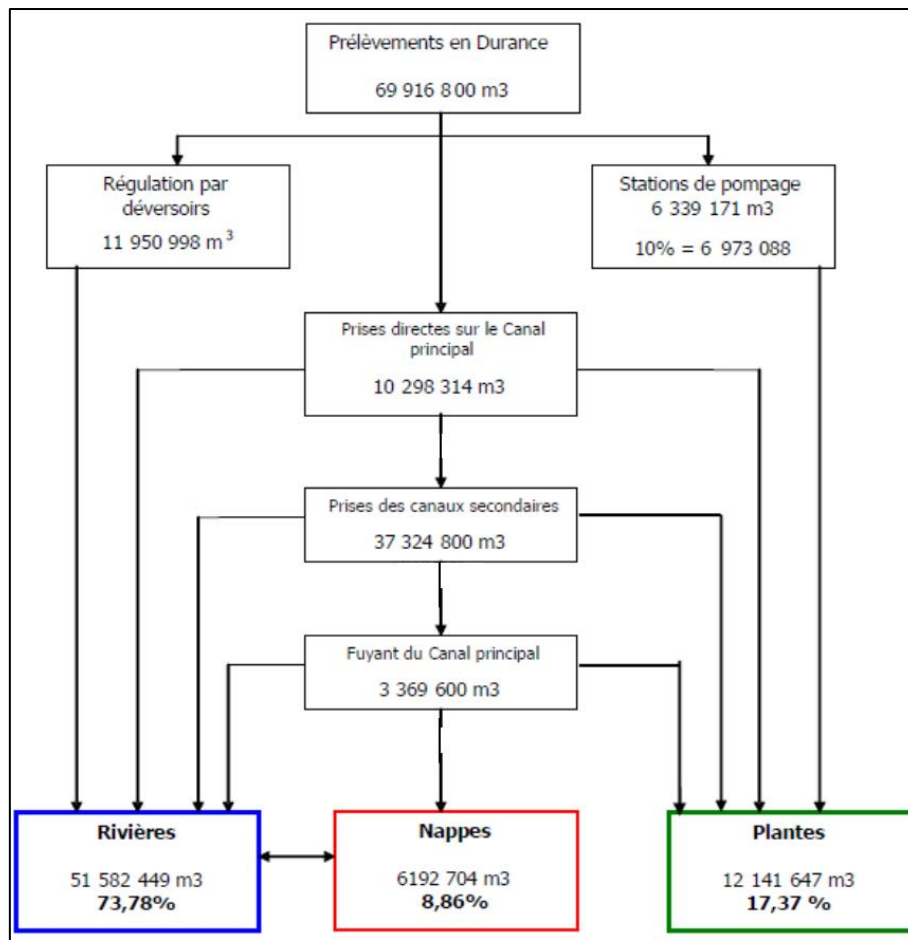 Prélèvements en Durance
69 916 800 m3
Régulation par
déversoirs
11 950 998 m³
Stations de pompage
6 339 171 m3
10% = 6 973 088
Prises directes sur le Canal
principal
10 298 314 m3
Prises des canaux secondaires
37 324 800 m3
Fuyant du Canal principal
3 369 600 m3
Rivières
51 582 449 m3
73,78%
Nappes
6192 704 m3
8,86%
Plantes
12 141 647 m3
17,37 %